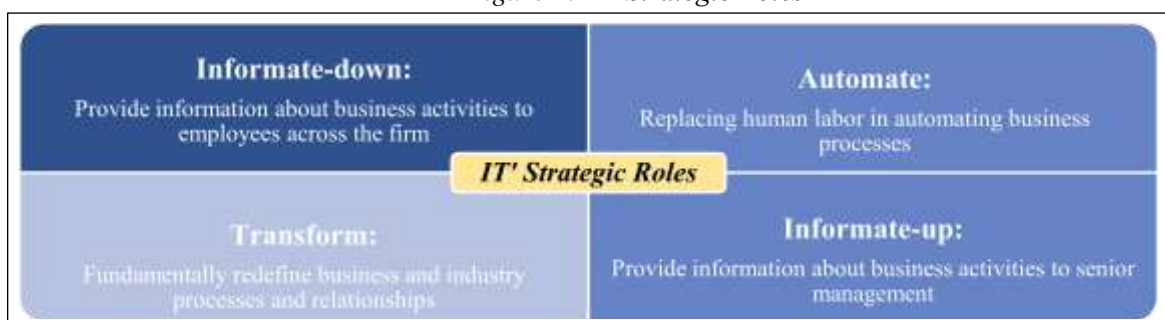 Informate-down:
Provide information about business activities to
employees across the firm
Automate:
Replacing human labor in automating business
processes
IT' Strategic Roles
Transform:
Fundamentally redefine business and industry
processes and relationships
Informate-up:
Provide information about business activities to senior
management